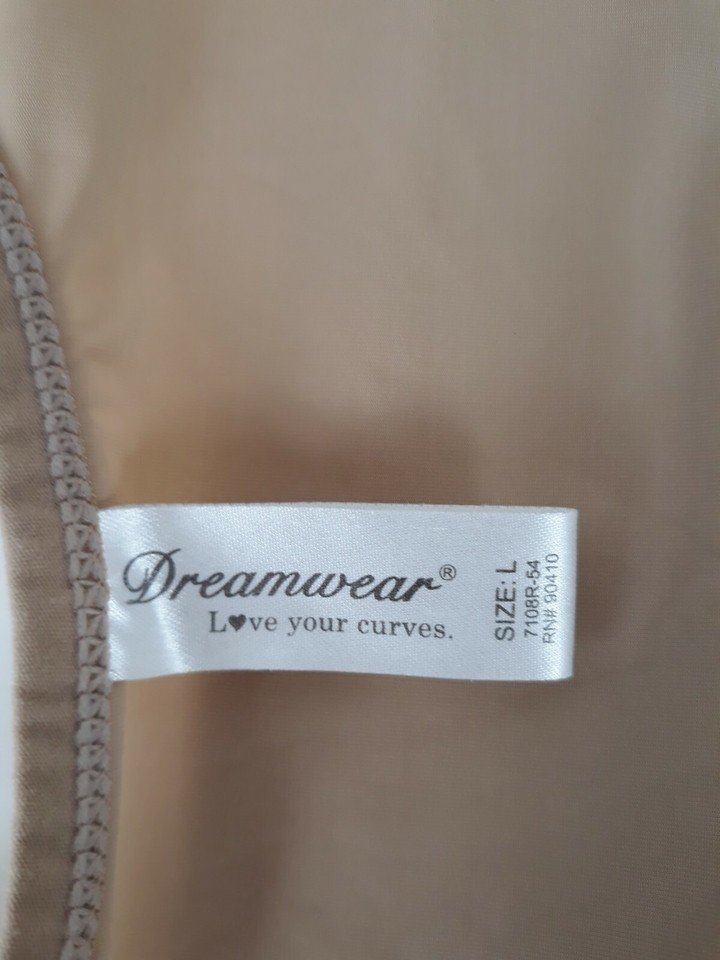 Dreamwear®
L♥ve your curves.
SIZE: L
7108R-54
RN# 90410